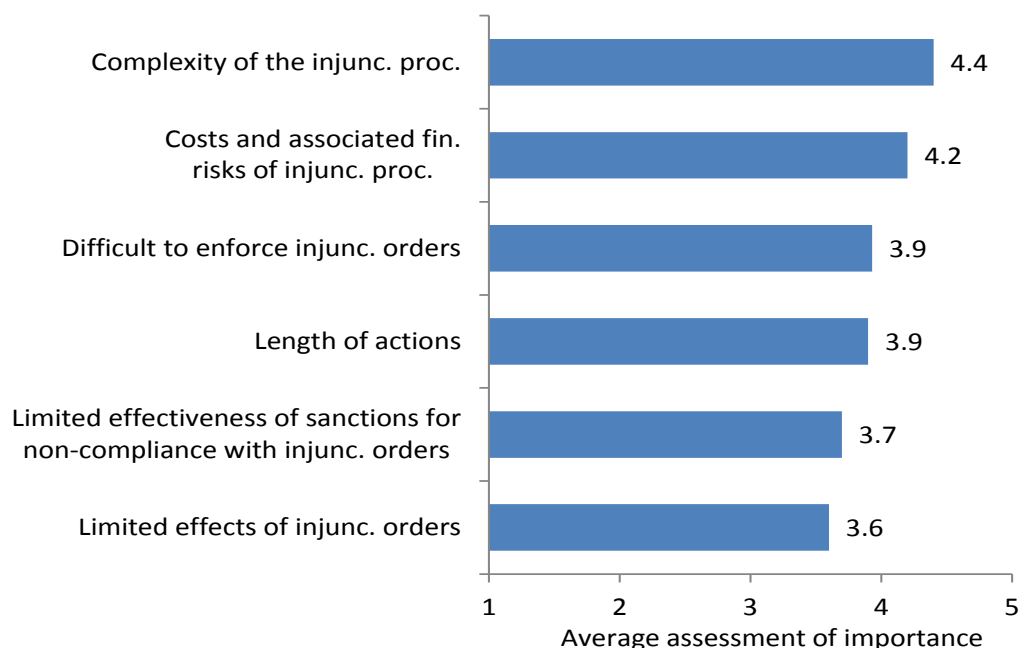 Complexity of the injunc. proc.
4.4
Costs and associated fin.
risks of injunc. proc.
4.2
Difficult to enforce injunc. orders
3.9
Length of actions
3.9
Limited effectiveness of sanctions for
non-compliance with injunc. orders
3.7
Limited effects of injunc. orders
3.6
1 2 3 4 5
Average assessment of importance